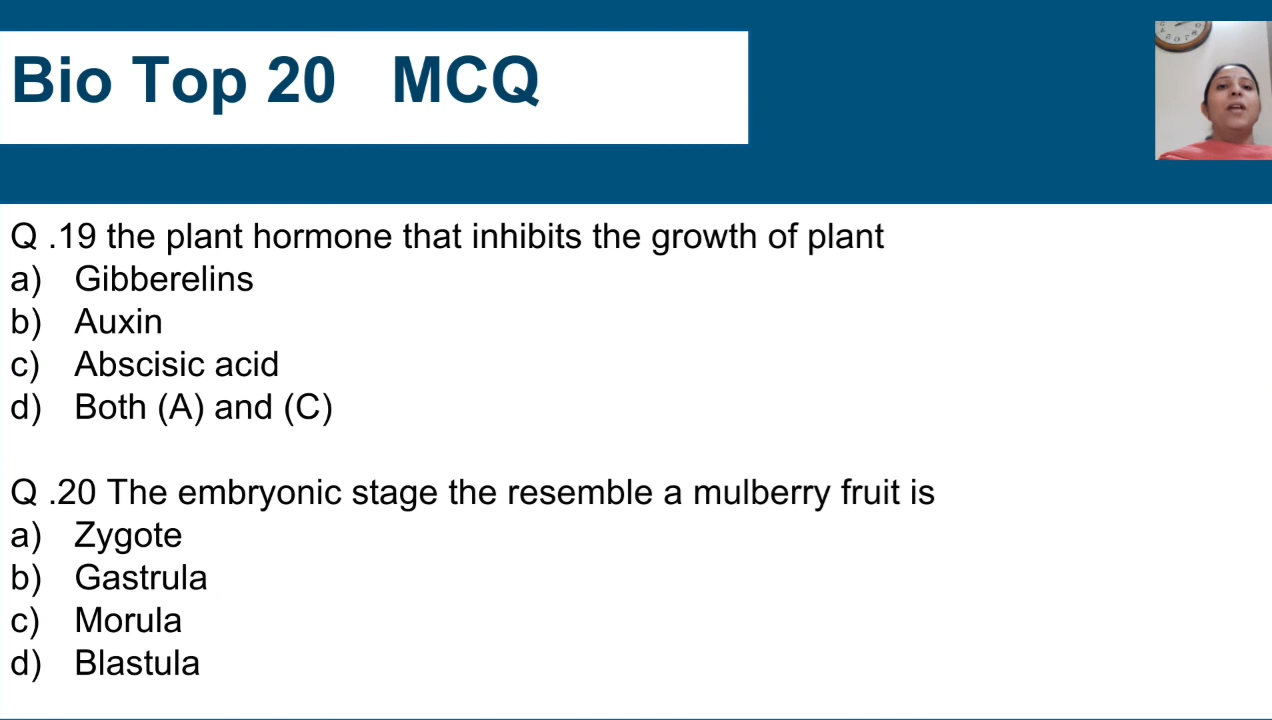 Bio Top 20 MCQ
Q .19 the plant hormone that inhibits the growth of plant
a) Gibberelins
b) Auxin
c) Abscisic acid
d) Both (A) and (C)
Q .20 The embryonic stage the resemble a mulberry fruit is
a) Zygote
b) Gastrula
c) Morula
d) Blastula